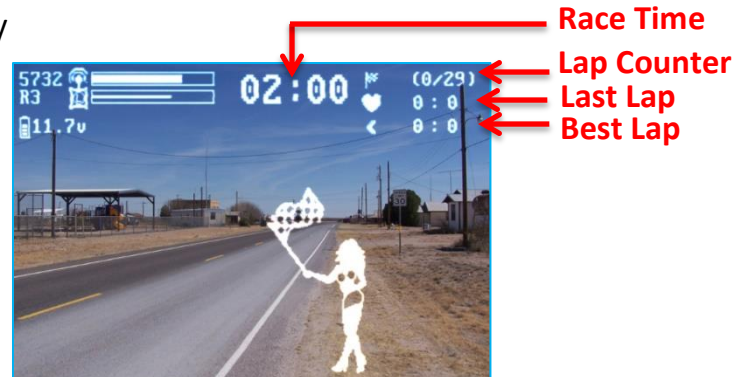 y
Race Time
Lap Counter
Last Lap
Best Lap
5732
R3
11.7v
02:00
(0/29)
0:0
0:0
30